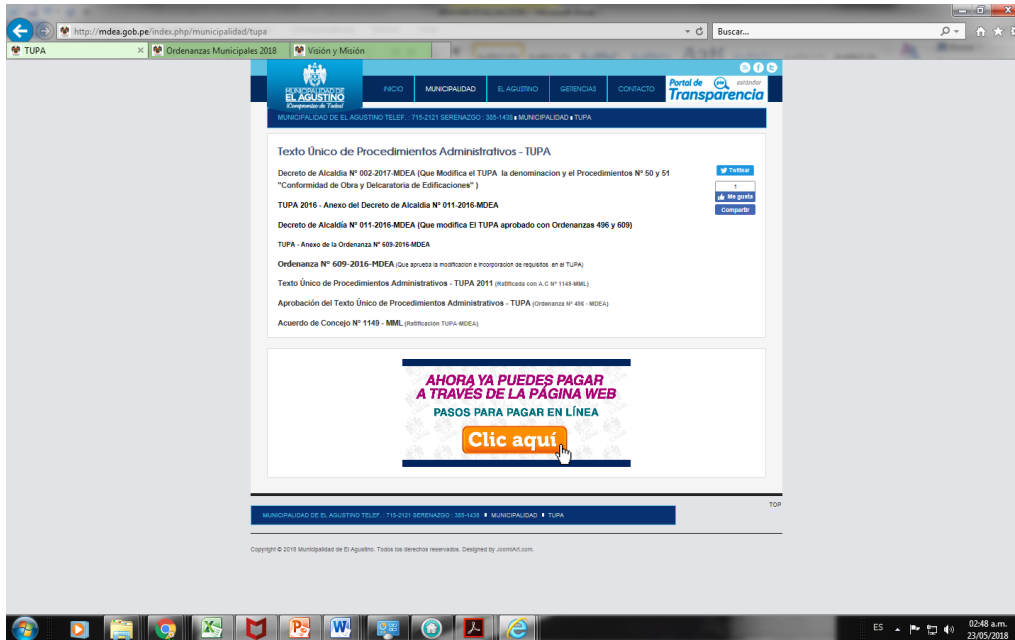 http://mdea.gob.pe/index.php/municipalidad/tupa
Buscar...
TUPA
Ordenanzas Municipales 2018
Visión y Misión
MUNICIPALIDAD DE
EL AGUSTINO
¡Compromiso de Todos!
INICIO
MUNICIPALIDAD
EL AGUSTINO
GERENCIAS
CONTACTO
Portal de estándar
Transparencia
MUNICIPALIDAD DE EL AGUSTINO TELEF. : 715-2121 SERENAZGO : 385-1438 MUNICIPALIDAD TUPA
Texto Único de Procedimientos Administrativos - TUPA
Decreto de Alcaldia Nº 002-2017-MDEA (Que Modifica el TUPA la denominacion y el Procedimientos Nº 50 y 51
"Conformidad de Obra y Delcaratoria de Edificaciones" )
TUPA 2016 - Anexo del Decreto de Alcaldia Nº 011-2016-MDEA
Decreto de Alcaldía Nº 011-2016-MDEA (Que modifica El TUPA aprobado con Ordenanzas 496 y 609)
TUPA - Anexo de la Ordenanza Nº 609-2016-MDEA
Ordenanza Nº 609-2016-MDEA (Que aprueba la modificacion e incorporacion de requisitos en el TUPA)
Texto Único de Procedimientos Administrativos - TUPA 2011 (Ratificada con A.C Nº 1149-MML)
Aprobación del Texto Único de Procedimientos Administrativos - TUPA (Ordenanza Nº 496 - MDEA)
Acuerdo de Concejo Nº 1149 - MML (Ratificación TUPA-MDEA)
Twittear
1
Me gusta
Compartir
AHORA YA PUEDES PAGAR
A TRAVÉS DE LA PÁGINA WEB
PASOS PARA PAGAR EN LÍNEA
Clic aquí
TOP
MUNICIPALIDAD DE EL AGUSTINO TELEF. : 715-2121 SERENAZGO : 385-1438 MUNICIPALIDAD TUPA
Copyright © 2018 Municipalidad de El Agustino. Todos los derechos reservados. Designed by JoomlArt.com.
ES
02:48 a.m.
23/05/2018